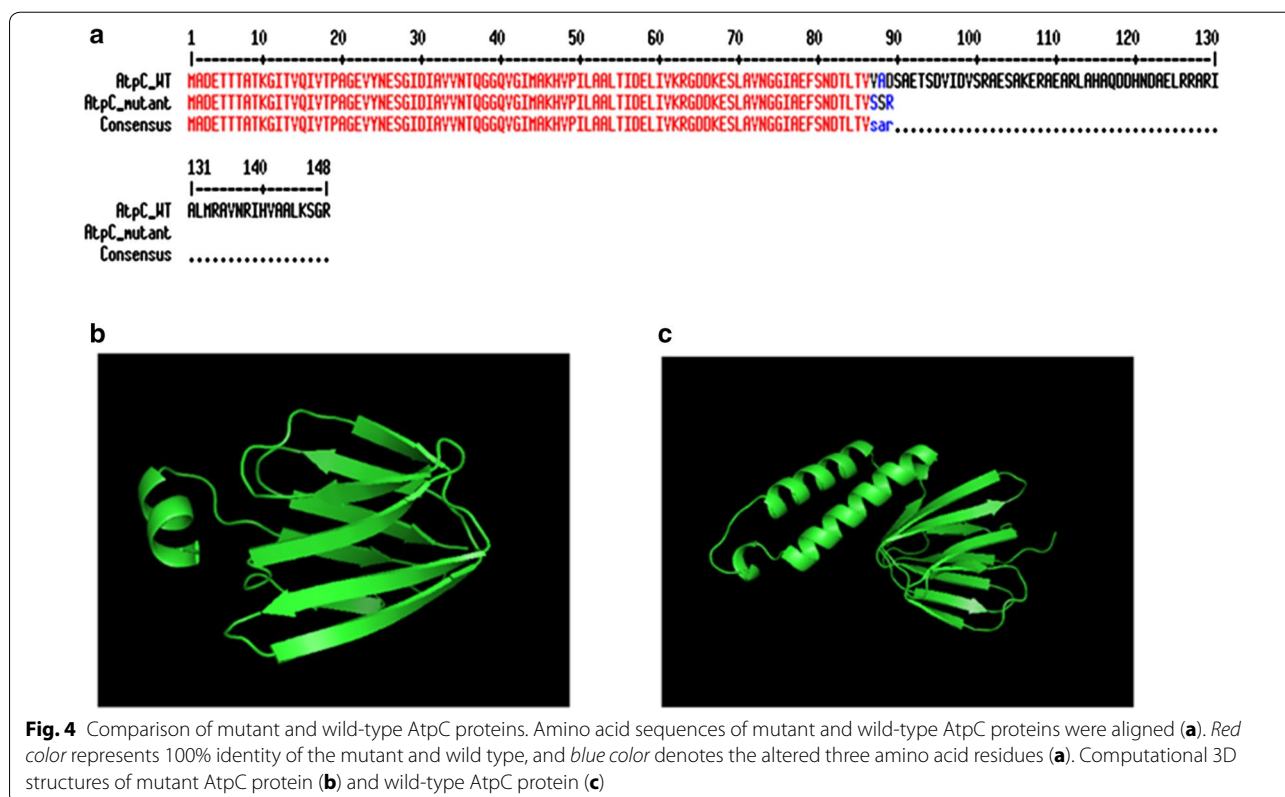 a
1 10 20 30 40 50 60 70 80 90 100 110 120 130
|--------+---------+---------+---------+---------+---------+---------+---------+---------+---------+---------+---------+---------|
AtpC_WT MADETTTATKGITVQIVTPAGEVYNESGIDIAVVNTQGGQVGIMAKHVPILAALTIDELIVKRGDDKESLAVNGGIAEFSNDTLTVVADSAETSDVIDVSRAESAKERAEARLAHAQDDHNDAELRRARI
AtpC_mutant MADETTTATKGITVQIVTPAGEVYNESGIDIAVVNTQGGQVGIMAKHVPILAALTIDELIVKRGDDKESLAVNGGIAEFSNDTLTVSSR
Consensus MADETTTATKGITVQIVTPAGEVYNESGIDIAVVNTQGGQVGIMAKHVPILAALTIDELIVKRGDDKESLAVNGGIAEFSNDTLTVsar.........................................
131 140 148
|--------+-------|
AtpC_WT ALMRAVNRIHVAALKSGR
AtpC_mutant
Consensus ..................
b c
Fig. 4 Comparison of mutant and wild-type AtpC proteins. Amino acid sequences of mutant and wild-type AtpC proteins were aligned (a). Red
color represents 100% identity of the mutant and wild type, and blue color denotes the altered three amino acid residues (a). Computational 3D
structures of mutant AtpC protein (b) and wild-type AtpC protein (c)